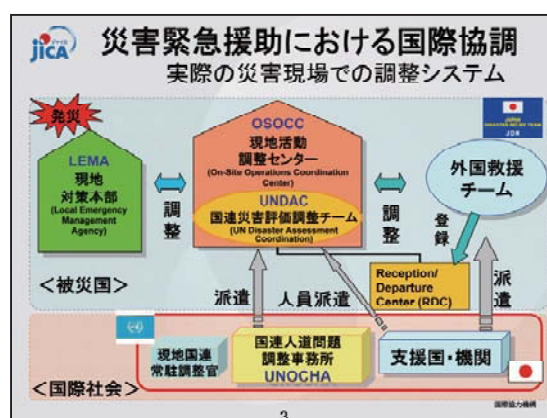 JICA
災害緊急援助における国際協調
実際の災害現場での調整システム
発災
LEMA
現地
対策本部
(Local Emergency
Management
Agency)
調整
OSOCC
現地活動
調整センター
(On-Site Operations Coordination
Center)
UNDAC
国連災害評価調整チーム
(UN Disaster Assessment
Coordination)
調整
JDR
外国救援
チーム
登録
Reception/
Departure
Center (RDC)
<被災国>
派遣
人員派遣
派遣
現地国連
常駐調整官
国連人道問題
調整事務所
UNOCHA
支援国・機関
<国際社会>
国際協力機構
3